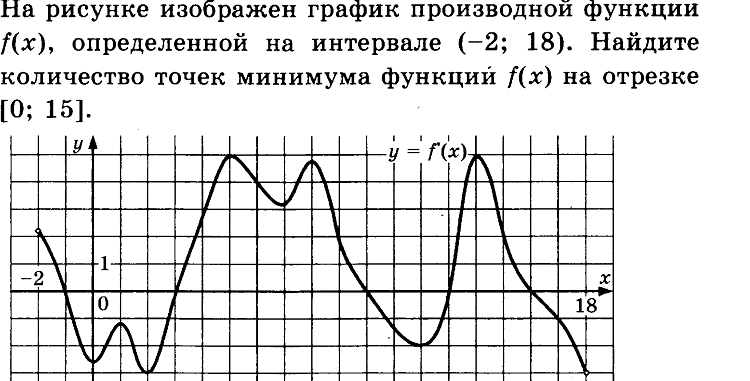 На рисунке изображен график производной функции
f(x), определенной на интервале (−2; 18). Найдите
количество точек минимума функций f(x) на отрезке
[0; 15].
y
y = f'(x)
1
−2
x
0
18